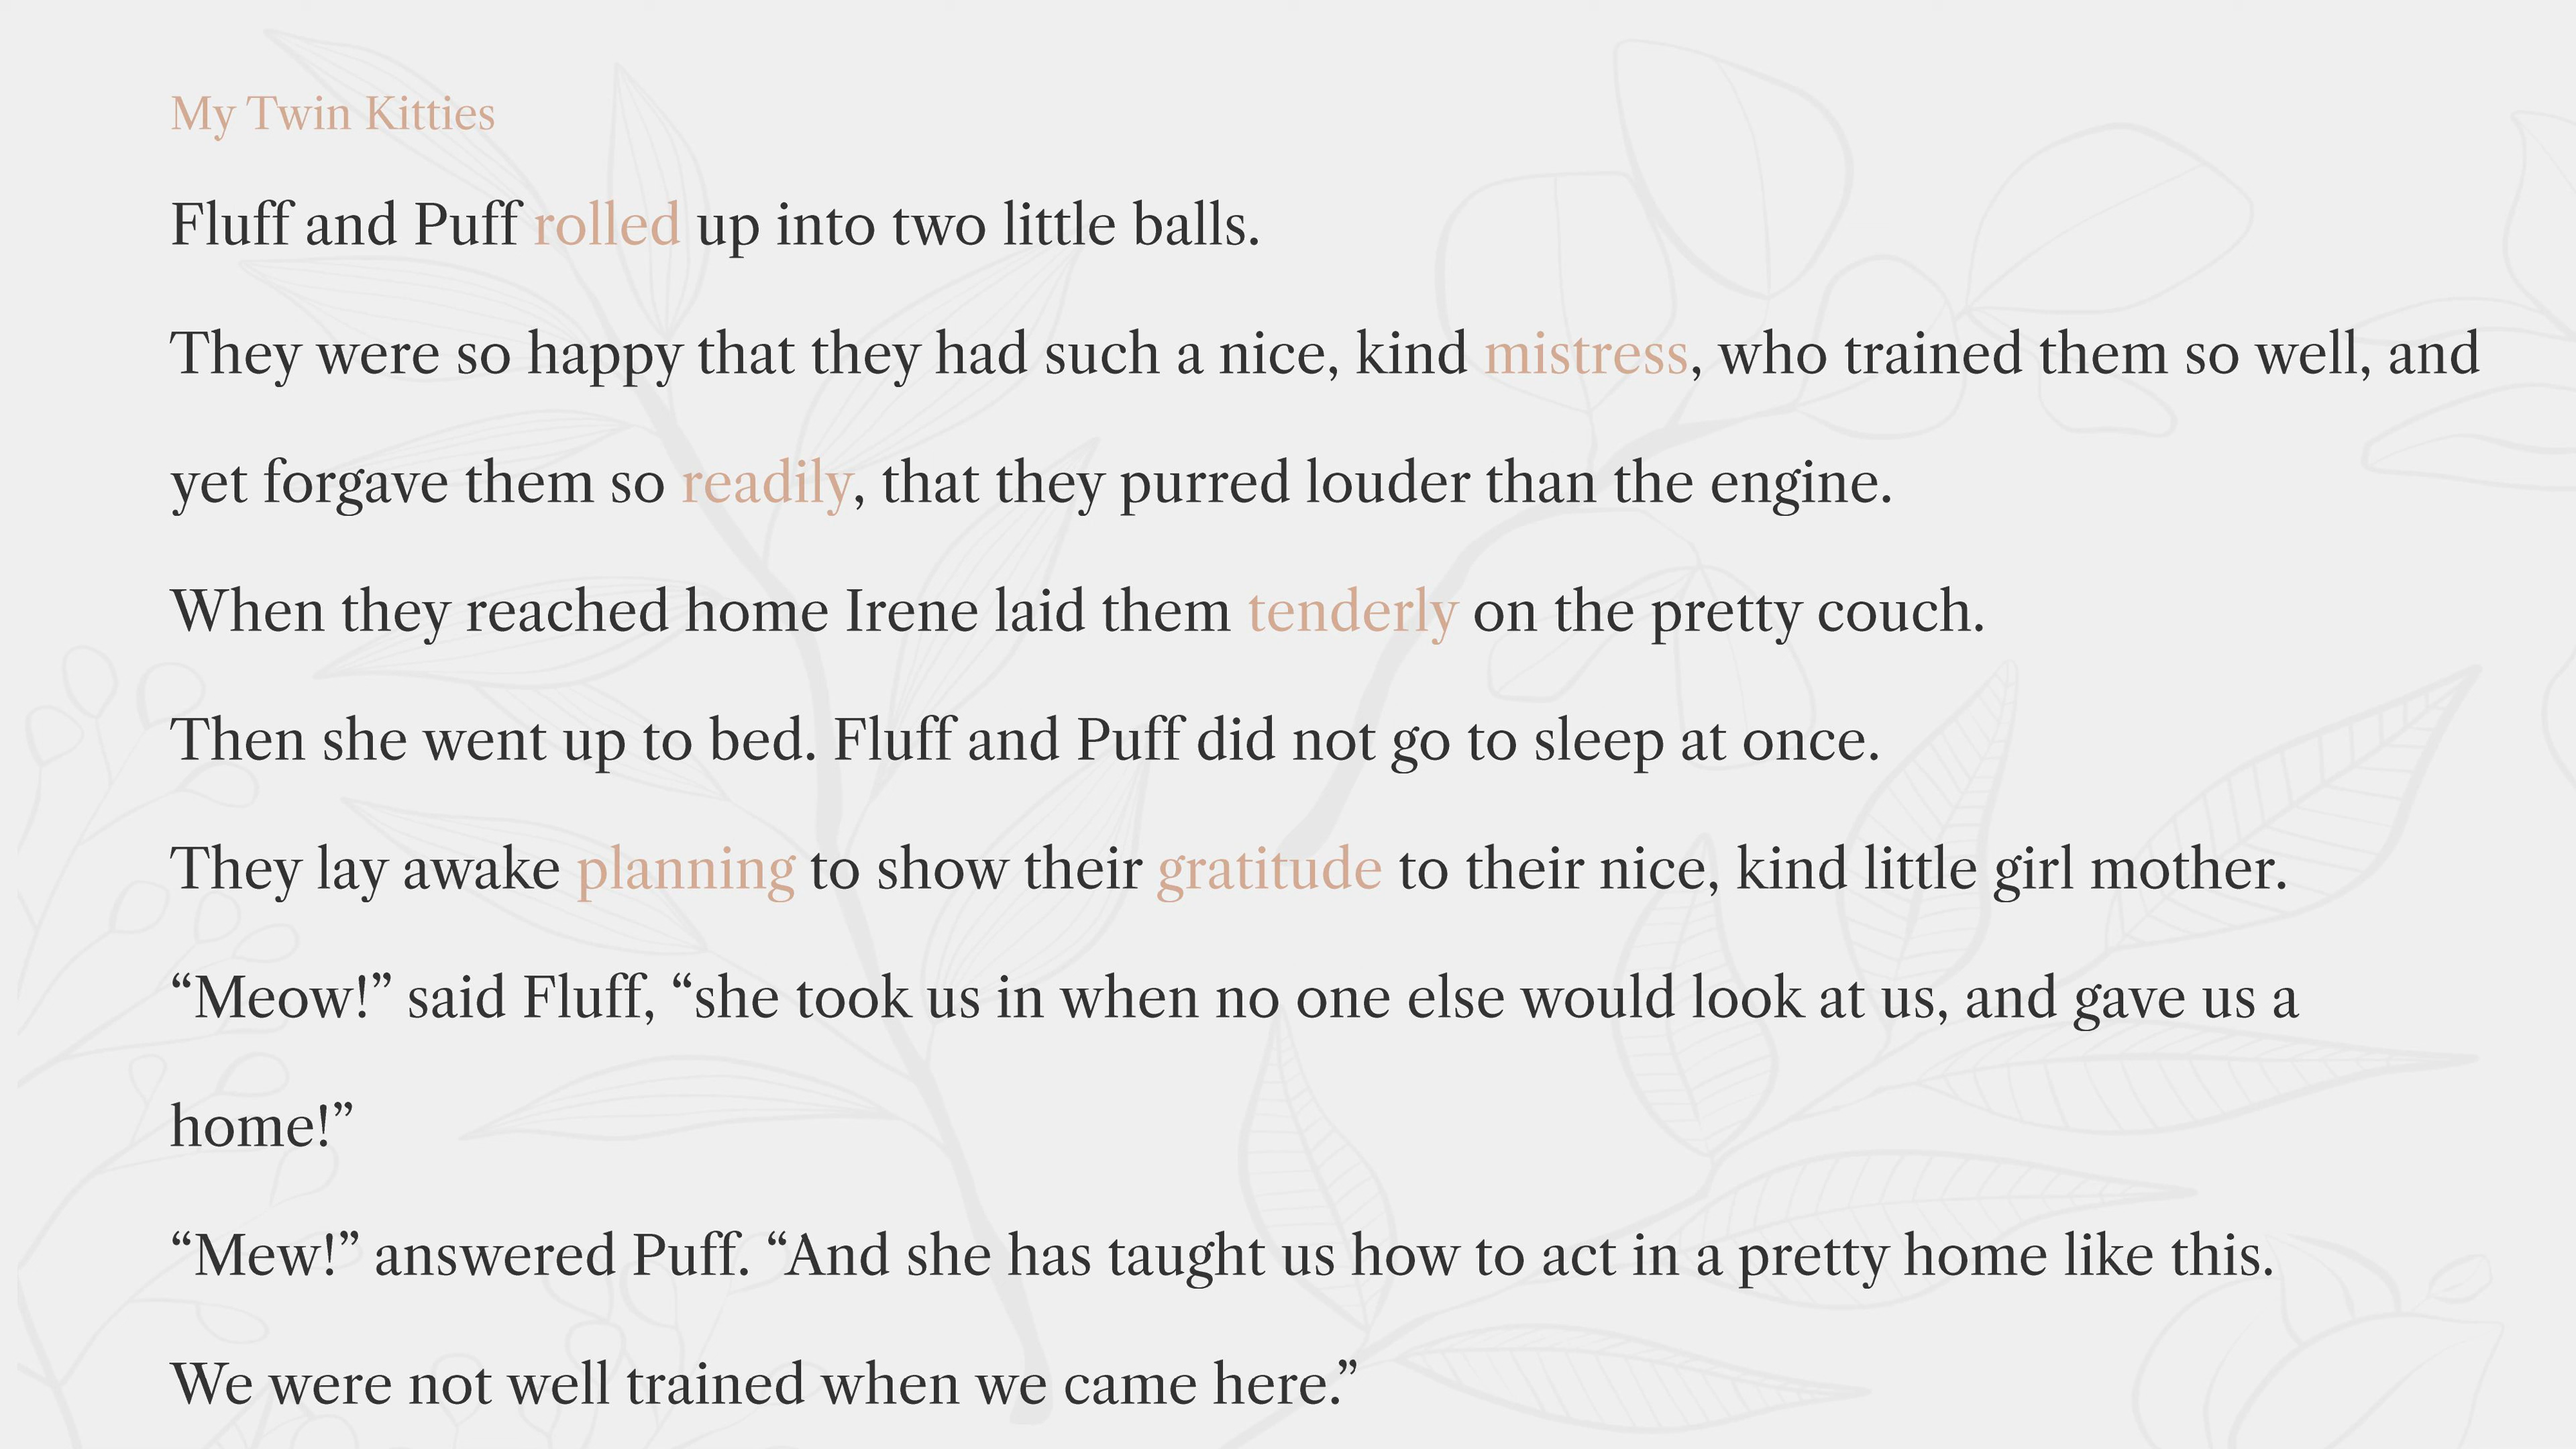 My Twin Kitties
Fluff and Puff rolled up into two little balls.
They were so happy that they had such a nice, kind mistress, who trained them so well, and
yet forgave them so readily, that they purred louder than the engine.
When they reached home Irene laid them tenderly on the pretty couch.
Then she went up to bed. Fluff and Puff did not go to sleep at once.
They lay awake planning to show their gratitude to their nice, kind little girl mother.
“Meow!” said Fluff, “she took us in when no one else would look at us, and gave us a
home!”
“Mew!” answered Puff. “And she has taught us how to act in a pretty home like this.
We were not well trained when we came here.”